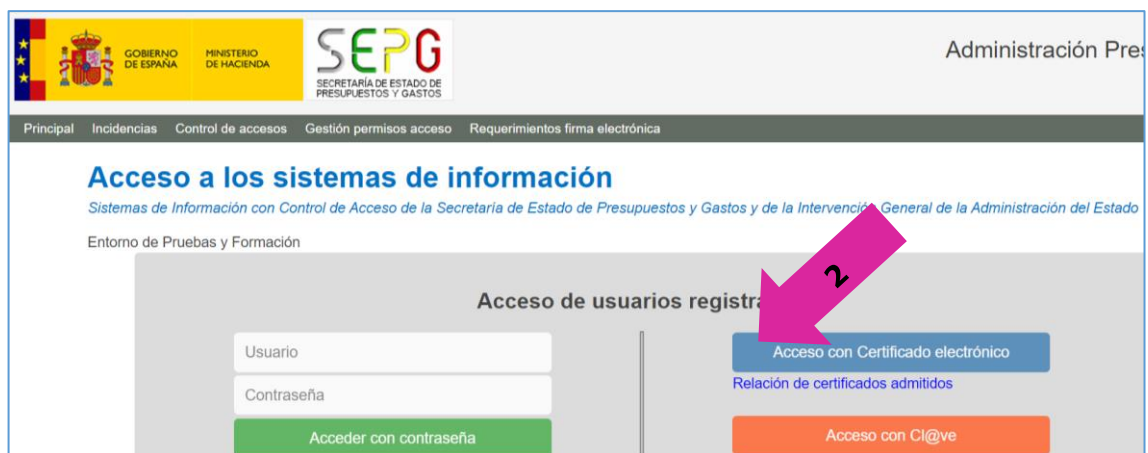 GOBIERNO
DE ESPAÑA
MINISTERIO
DE HACIENDA
SEPG
SECRETARÍA DE ESTADO DE
PRESUPUESTOS Y GASTOS
Administración
Principal Incidencias Control de accesos Gestión permisos acceso Requerimientos firma electrónica
Acceso a los sistemas de información
Sistemas de Información con Control de Acceso de la Secretaria de Estado de Presupuestos y Gastos y de la Intervención General de la Administración del Estado
Entorno de Pruebas y Formación
2
Acceso de usuarios
Usuario
Contraseña
Acceder con contraseña
Acceso con Certificado electrónico
Relación de certificados admitidos
Acceso con Cl@ve